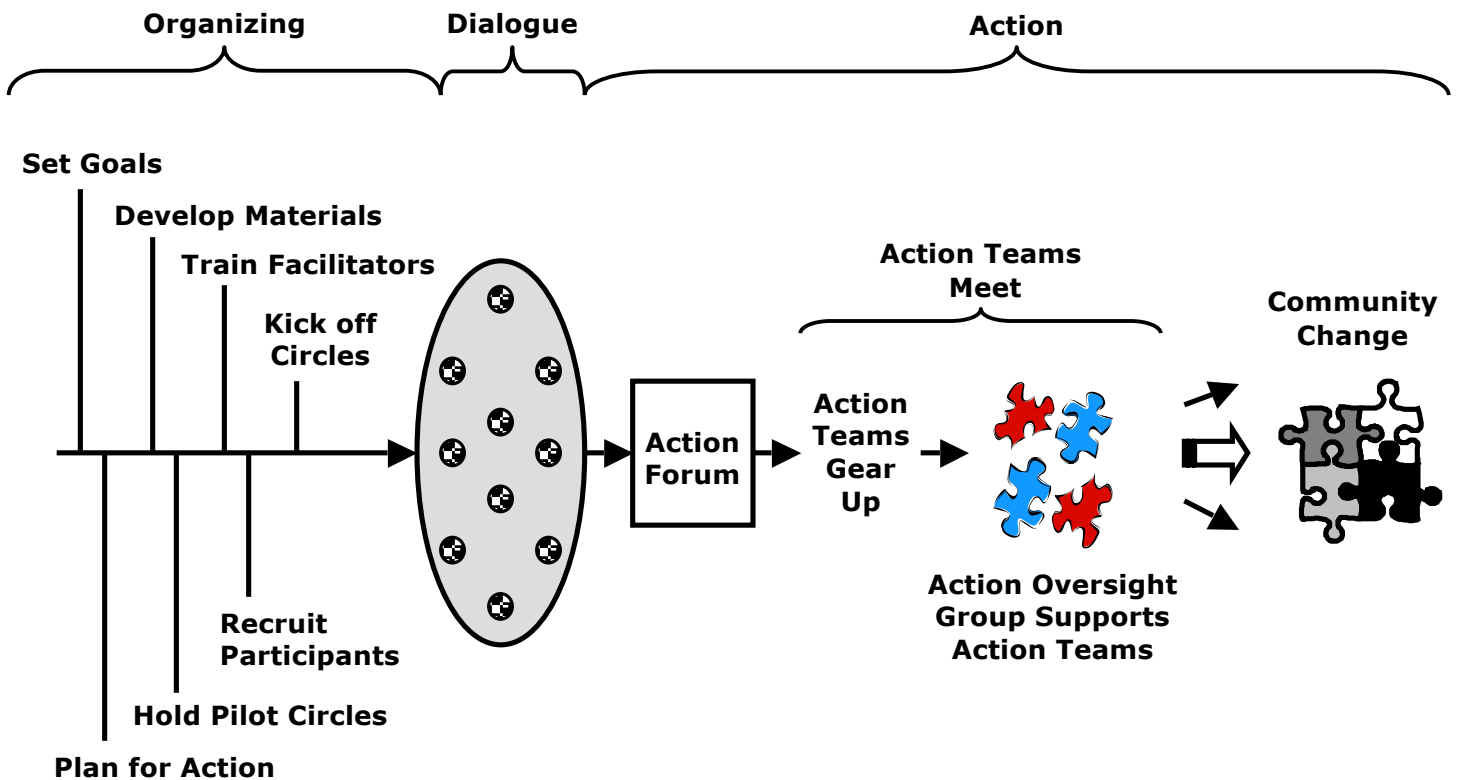 Organizing
Dialogue
Action
Set Goals
Develop Materials
Train Facilitators
Kick off
Circles
Recruit
Participants
Hold Pilot Circles
Plan for Action
Action
Forum
Action Teams
Meet
Action
Teams
Gear
Up
Action Oversight
Group Supports
Action Teams
Community
Change